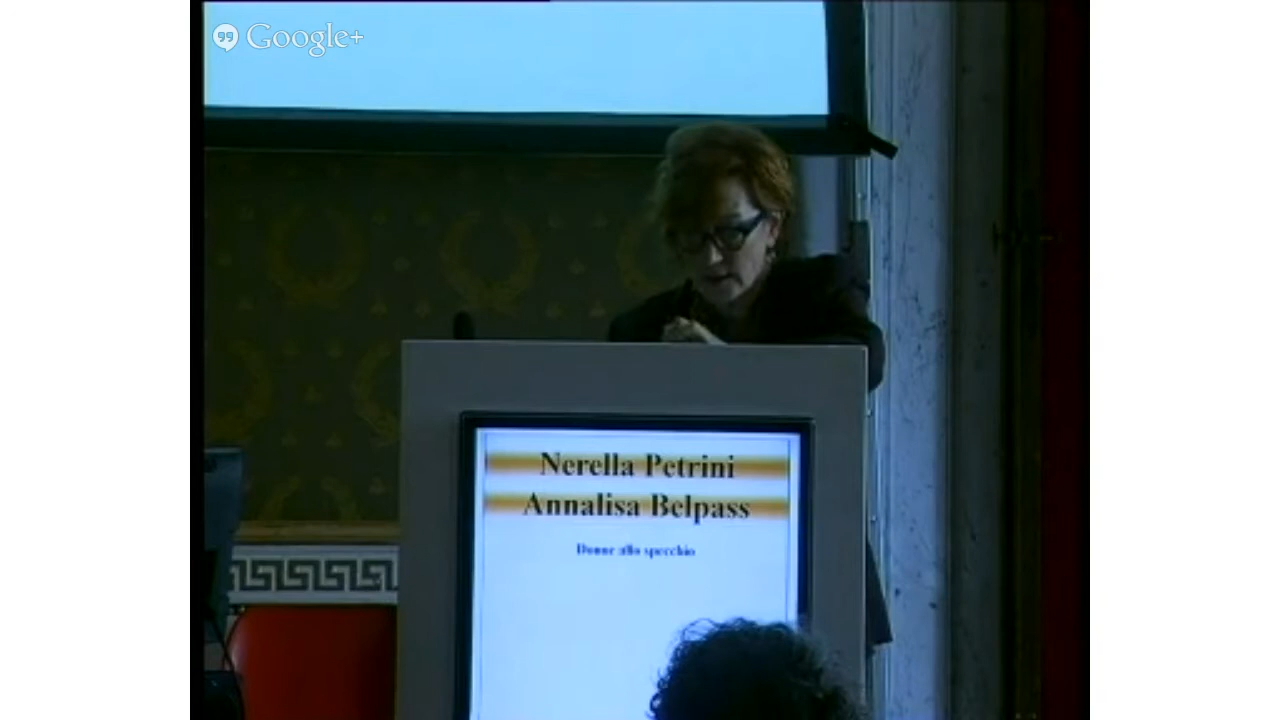 Google+
Nerella Petrini
Annalisa Belpass
Donne allo specchio